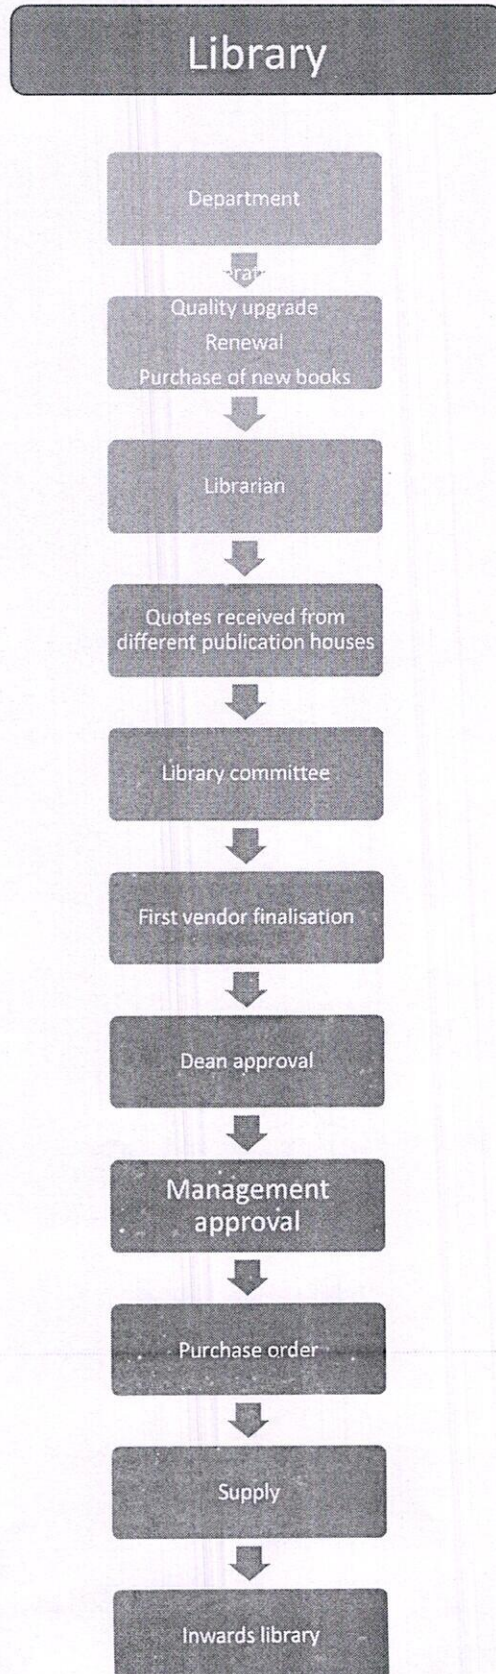 Library
Department
Quality upgrade
Renewal
Purchase of new books
Librarian
Quotes received from
different publication houses
Library committee
First vendor finalisation
Dean approval
Management
approval
Purchase order
Supply
Inwards library